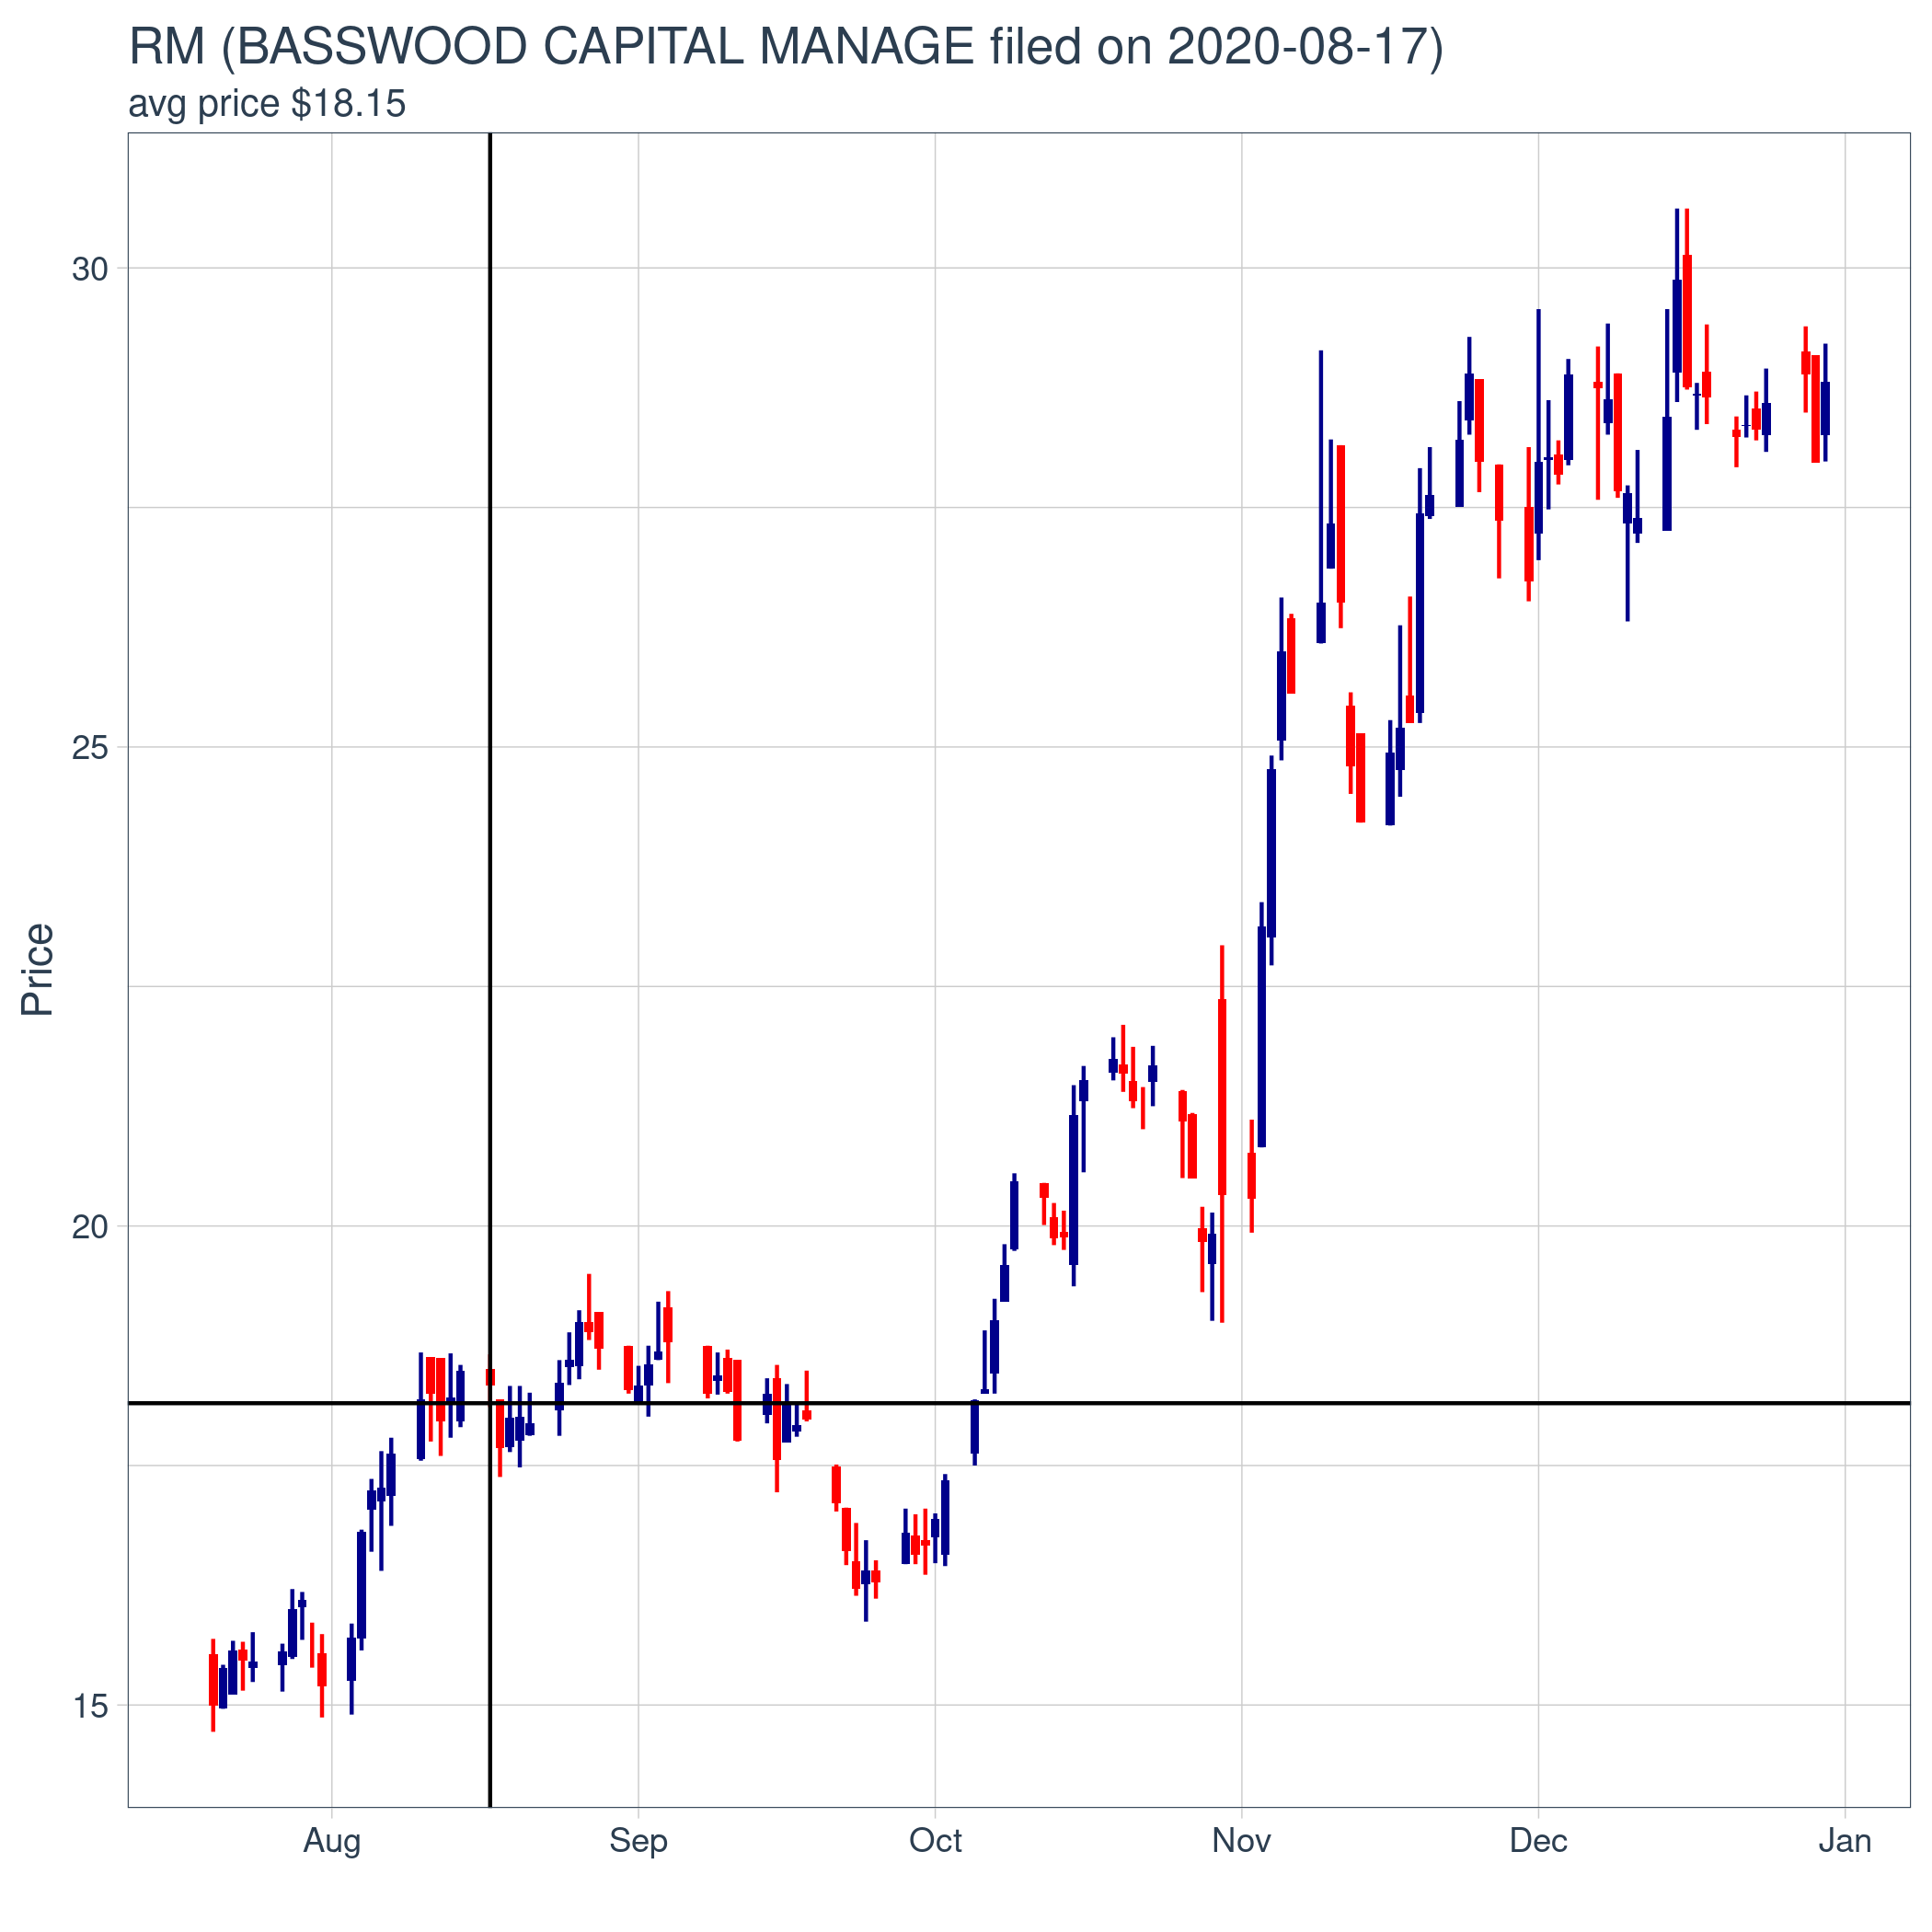 RM (BASSWOOD CAPITAL MANAGE filed on 2020-08-17)
avg price $18.15
30
25
20
15
Price
Aug Sep Oct Nov Dec Jan